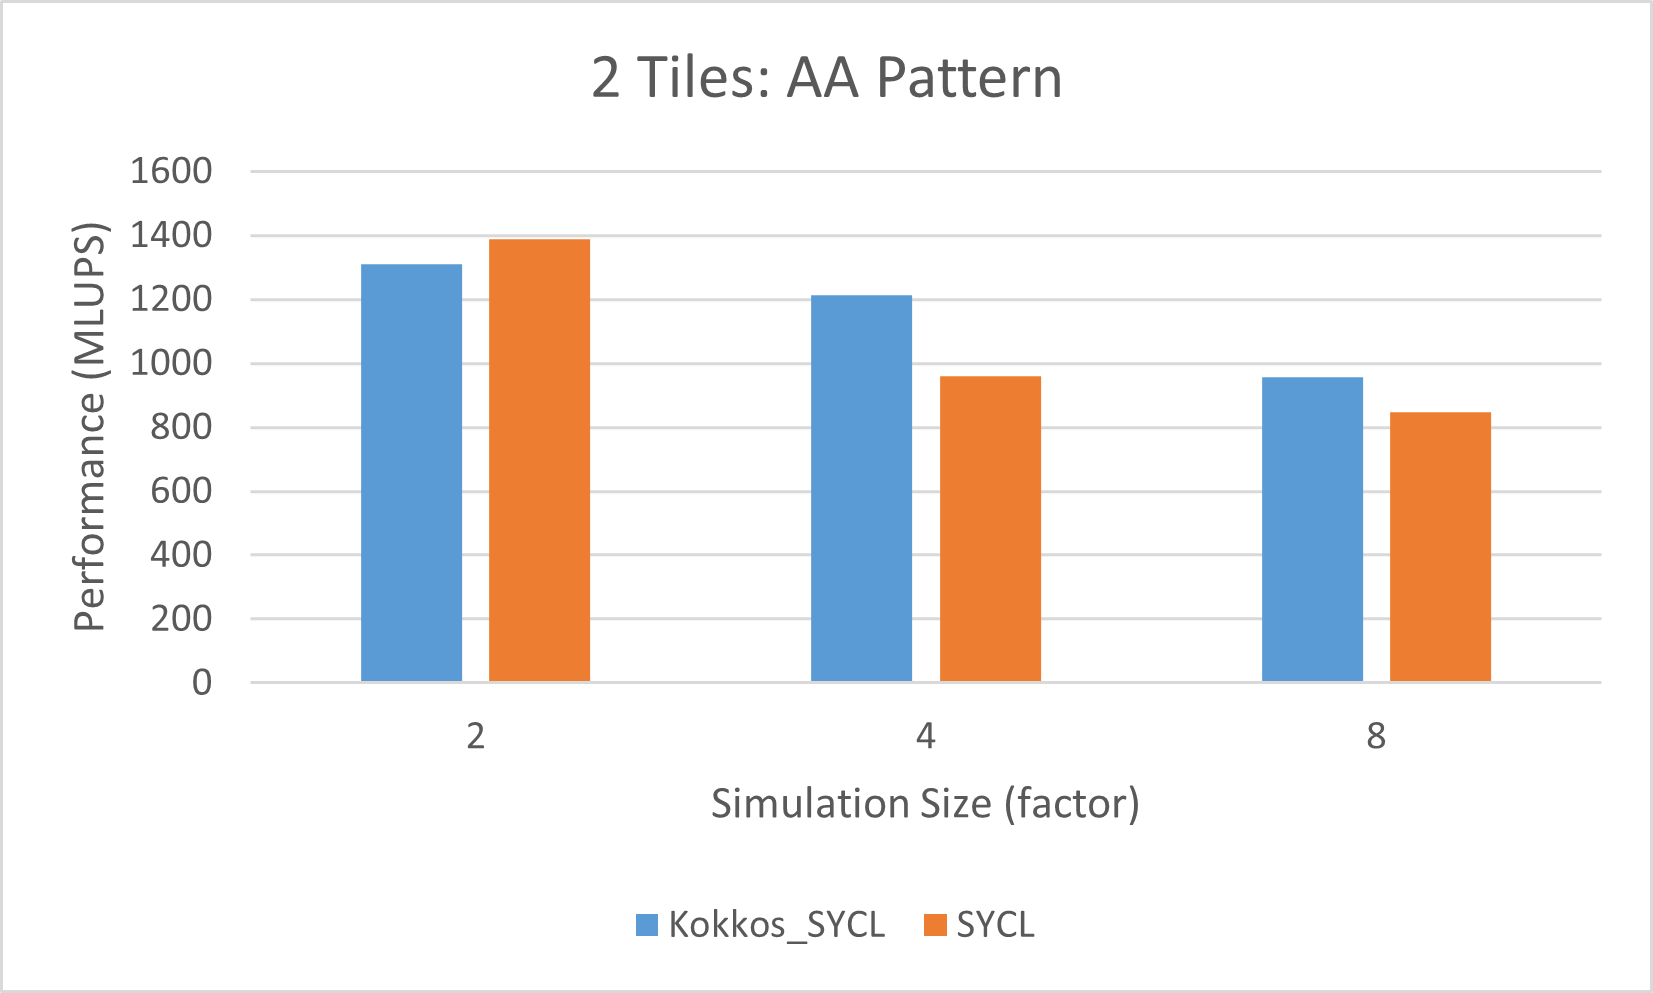 2 Tiles: AA Pattern
Performance (MLUPS)
1600
1400
1200
1000
800
600
400
200
0
2 4 8
Simulation Size (factor)
Kokkos_SYCL SYCL